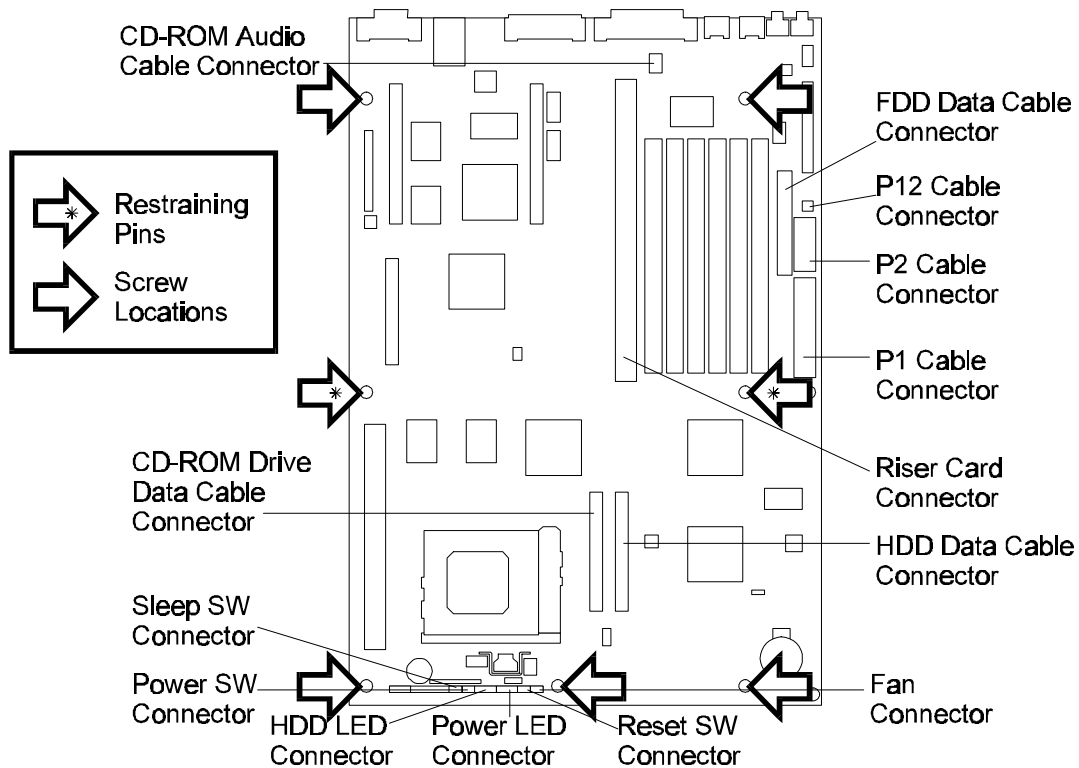 CD-ROM Audio
Cable Connector
FDD Data Cable
Connector
Restraining
Pins
Screw
Locations
P12 Cable
Connector
P2 Cable
Connector
P1 Cable
Connector
CD-ROM Drive
Data Cable
Connector
Riser Card
Connector
HDD Data Cable
Connector
Sleep SW
Connector
Power SW
Connector
HDD LED
Connector
Power LED
Connector
Reset SW
Connector
Fan
Connector